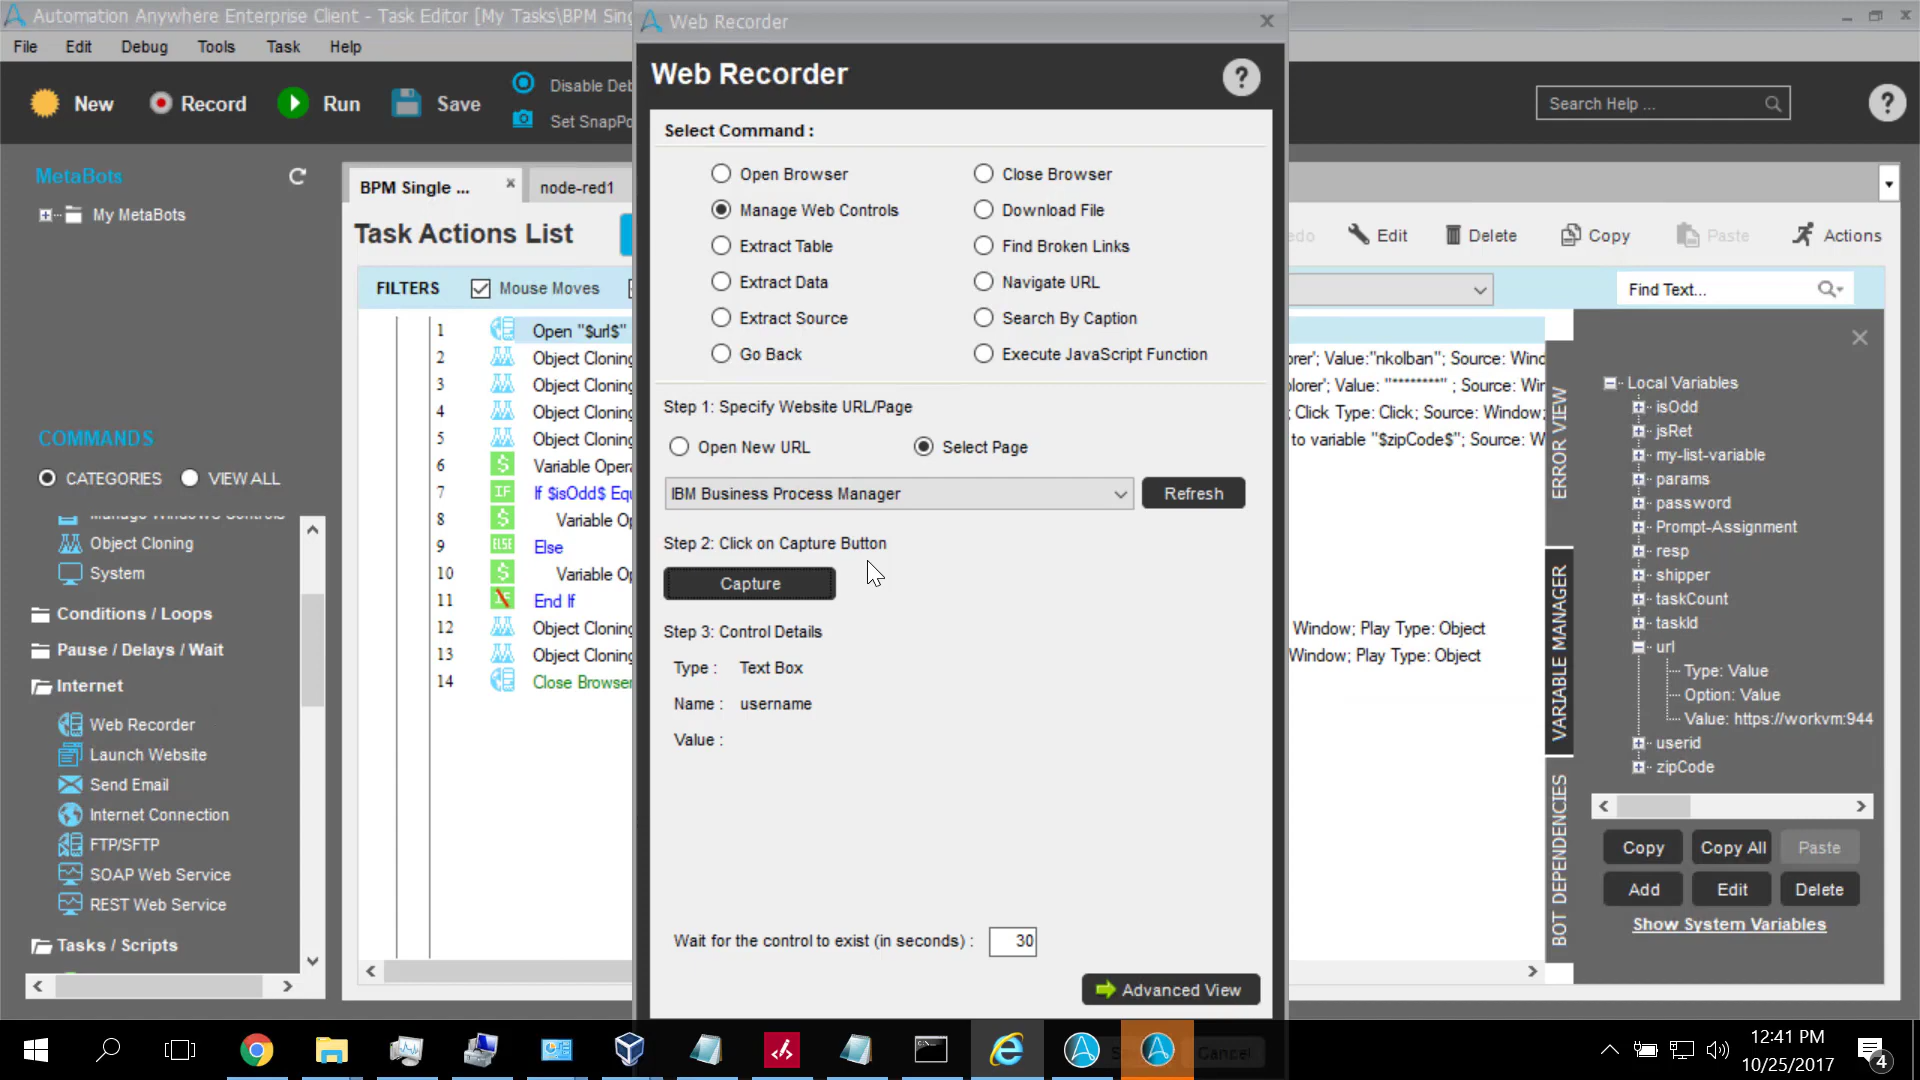 Automation Anywhere Enterprise Client - Task Editor [My Tasks\BPM Sing
File Edit Debug Tools Task Help
New Record Run Save
Disable Deb
Set SnapPo
Search Help ...
MetaBots
My MetaBots
COMMANDS
CATEGORIES VIEW ALL
Manage Windows Controls
Object Cloning
System
Conditions / Loops
Pause / Delays / Wait
Internet
Web Recorder
Launch Website
Send Email
Internet Connection
FTP/SFTP
SOAP Web Service
REST Web Service
Tasks / Scripts
BPM Single ... x node-red1
Task Actions List
FILTERS Mouse Moves
1 Open "$url$"
2 Object Cloning
3 Object Cloning
4 Object Cloning
5 Object Cloning
6 Variable Opera
7 If $isOdd$ Equ
8 Variable Op
9 Else
10 Variable Op
11 End If
12 Object Cloning
13 Object Cloning
14 Close Browser
Web Recorder
Web Recorder
?
Select Command :
Open Browser Close Browser
Manage Web Controls Download File
Extract Table Find Broken Links
Extract Data Navigate URL
Extract Source Search By Caption
Go Back Execute JavaScript Function
Step 1: Specify Website URL/Page
Open New URL Select Page
IBM Business Process Manager Refresh
Step 2: Click on Capture Button
Capture
Step 3: Control Details
Type : Text Box
Name : username
Value :
Wait for the control to exist (in seconds) : 30
Advanced View
Cancel
?
edo Edit Delete Copy Paste Actions
Find Text...
orer'; Value:"nkolban"; Source: Wind
plorer'; Value: "********" ; Source: Wir
; Click Type: Click; Source: Window;
to variable "$zipCode$"; Source: W
Window; Play Type: Object
Window; Play Type: Object
ERROR VIEW
VARIABLE MANAGER
BOT DEPENDENCIES
Local Variables
isOdd
jsRet
my-list-variable
params
password
Prompt-Assignment
resp
shipper
taskCount
taskId
url
Type: Value
Option: Value
Value: https://workvm:944
userid
zipCode
Copy Copy All Paste
Add Edit Delete
Show System Variables
12:41 PM
10/25/2017
4